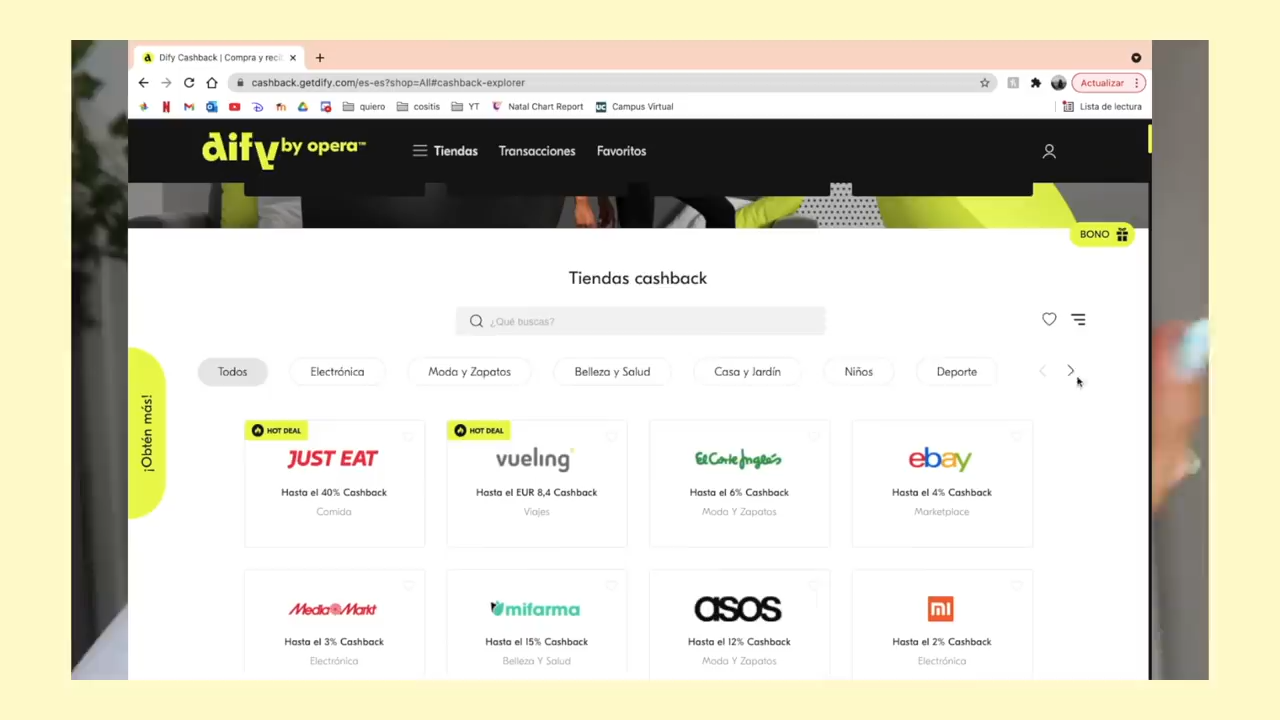 Dify Cashback | Compra y reci
cashback.getdify.com/es-es?shop=All#cashback-explorer
Actualizar
quiero
cositis
YT
Natal Chart Report
Campus Virtual
Lista de lectura
dify by opera™
Tiendas
Transacciones
Favoritos
BONO
Tiendas cashback
¿Qué buscas?
Todos
Electrónica
Moda y Zapatos
Belleza y Salud
Casa y Jardín
Niños
Deporte
¡Obtén más!
HOT DEAL
JUST EAT
Hasta el 40% Cashback
Comida
HOT DEAL
vueling
Hasta el EUR 8,4 Cashback
Viajes
El Corte Inglés
Hasta el 6% Cashback
Moda Y Zapatos
ebay
Hasta el 4% Cashback
Marketplace
Media Markt
Hasta el 3% Cashback
Electrónica
mifarma
Hasta el 15% Cashback
Belleza Y Salud
asos
Hasta el 12% Cashback
Moda Y Zapatos
mi
Hasta el 2% Cashback
Electrónica